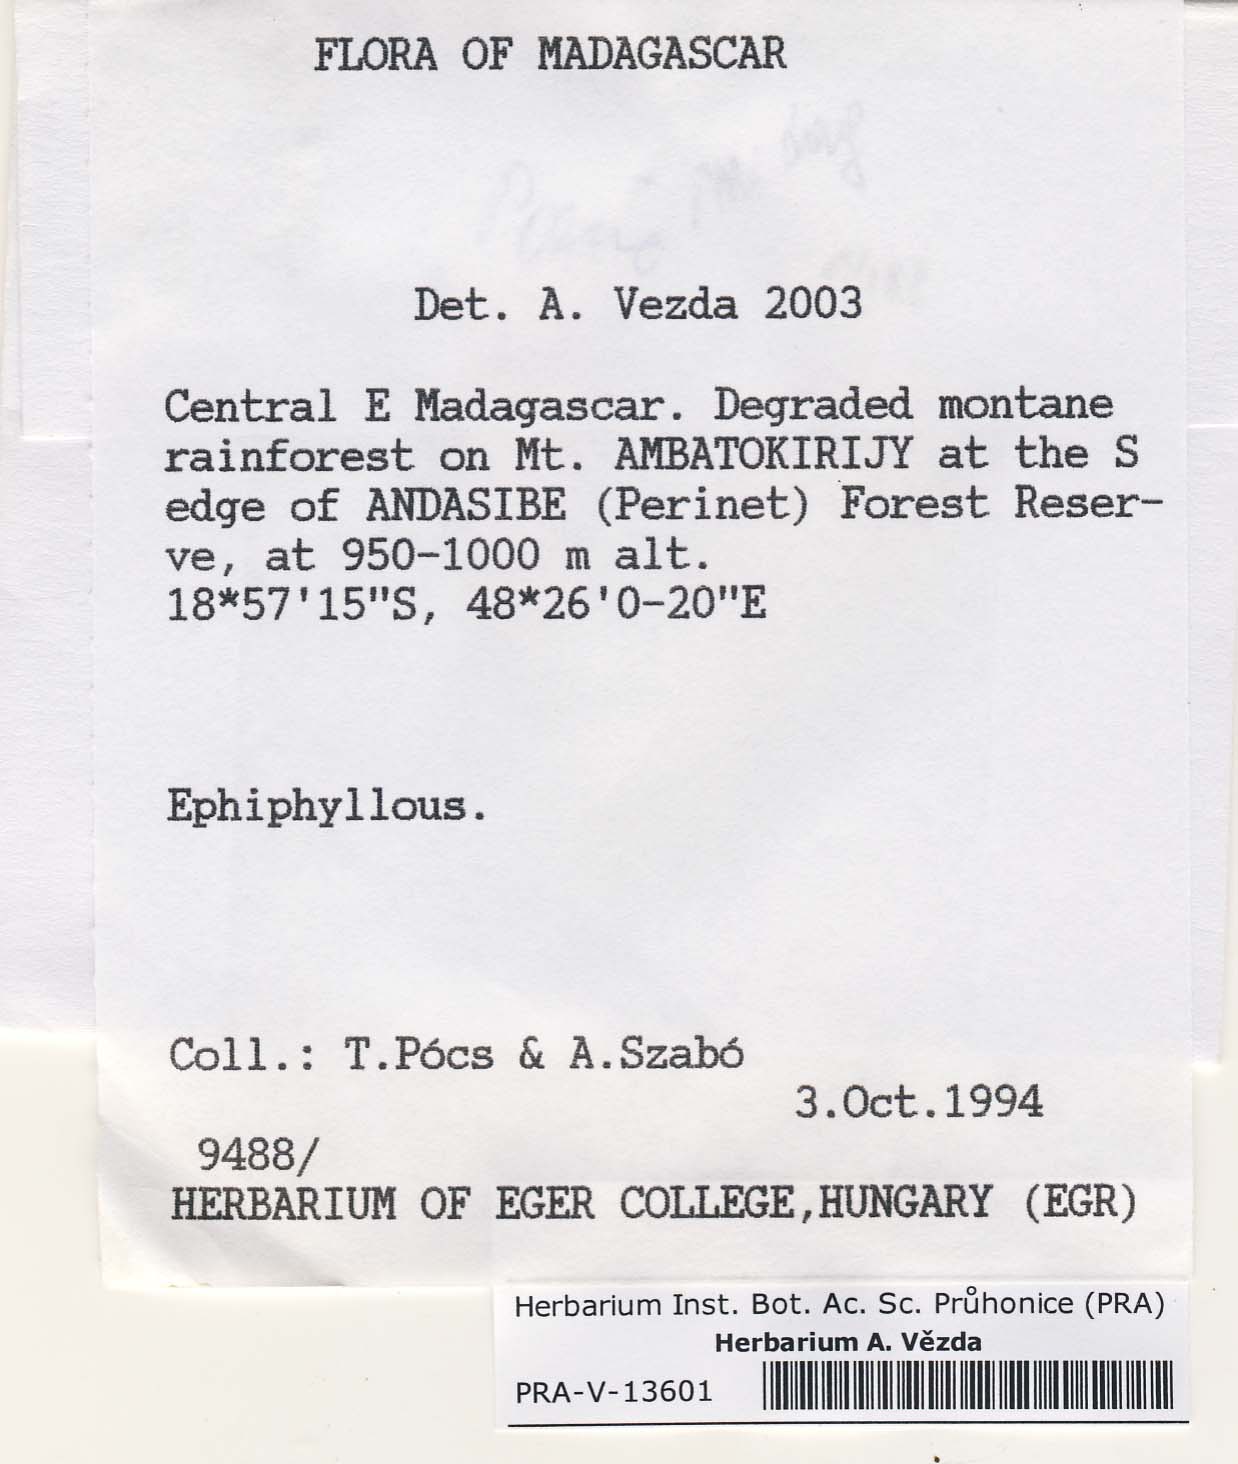 FLORA OF MADAGASCAR
Det. A. Vezda 2003
Central E Madagascar. Degraded montane
rainforest on Mt. AMBATOKIRIJY at the S
edge of ANDASIBE (Perinet) Forest Reser-
ve, at 950-1000 m alt.
18*57'15"S, 48*26'0-20"E
Ephiphyllous.
Coll.: T.Pócs & A.Szabó
3.Oct.1994
9488/
HERBARIUM OF EGER COLLEGE,HUNGARY (EGR)
Herbarium Inst. Bot. Ac. Sc. Průhonice (PRA)
Herbarium A. Vězda
PRA-V-13601